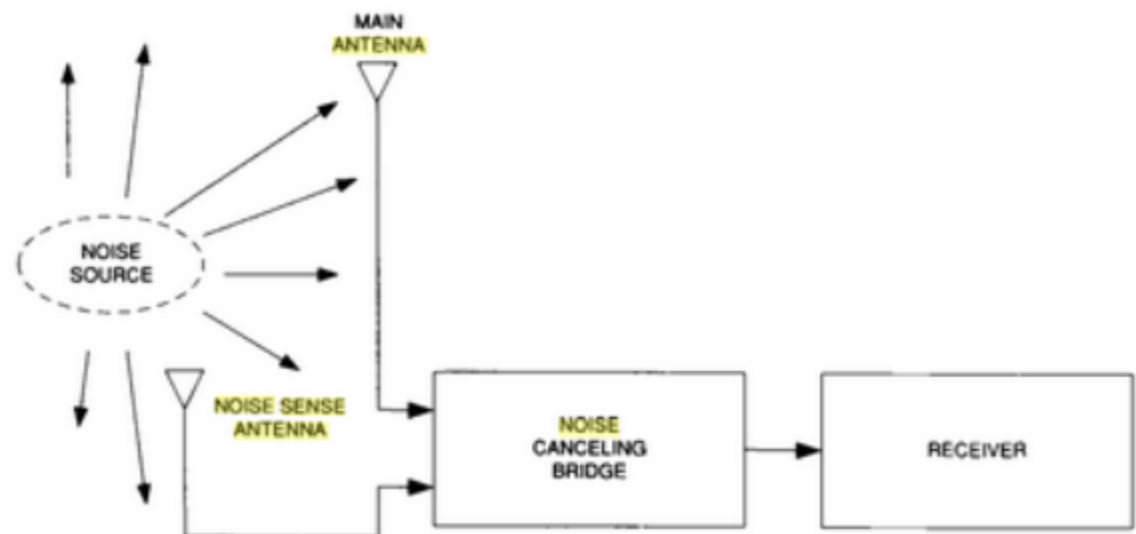 MAIN
ANTENNA
NOISE
SOURCE
NOISE SENSE
ANTENNA
NOISE
CANCELING
BRIDGE
RECEIVER